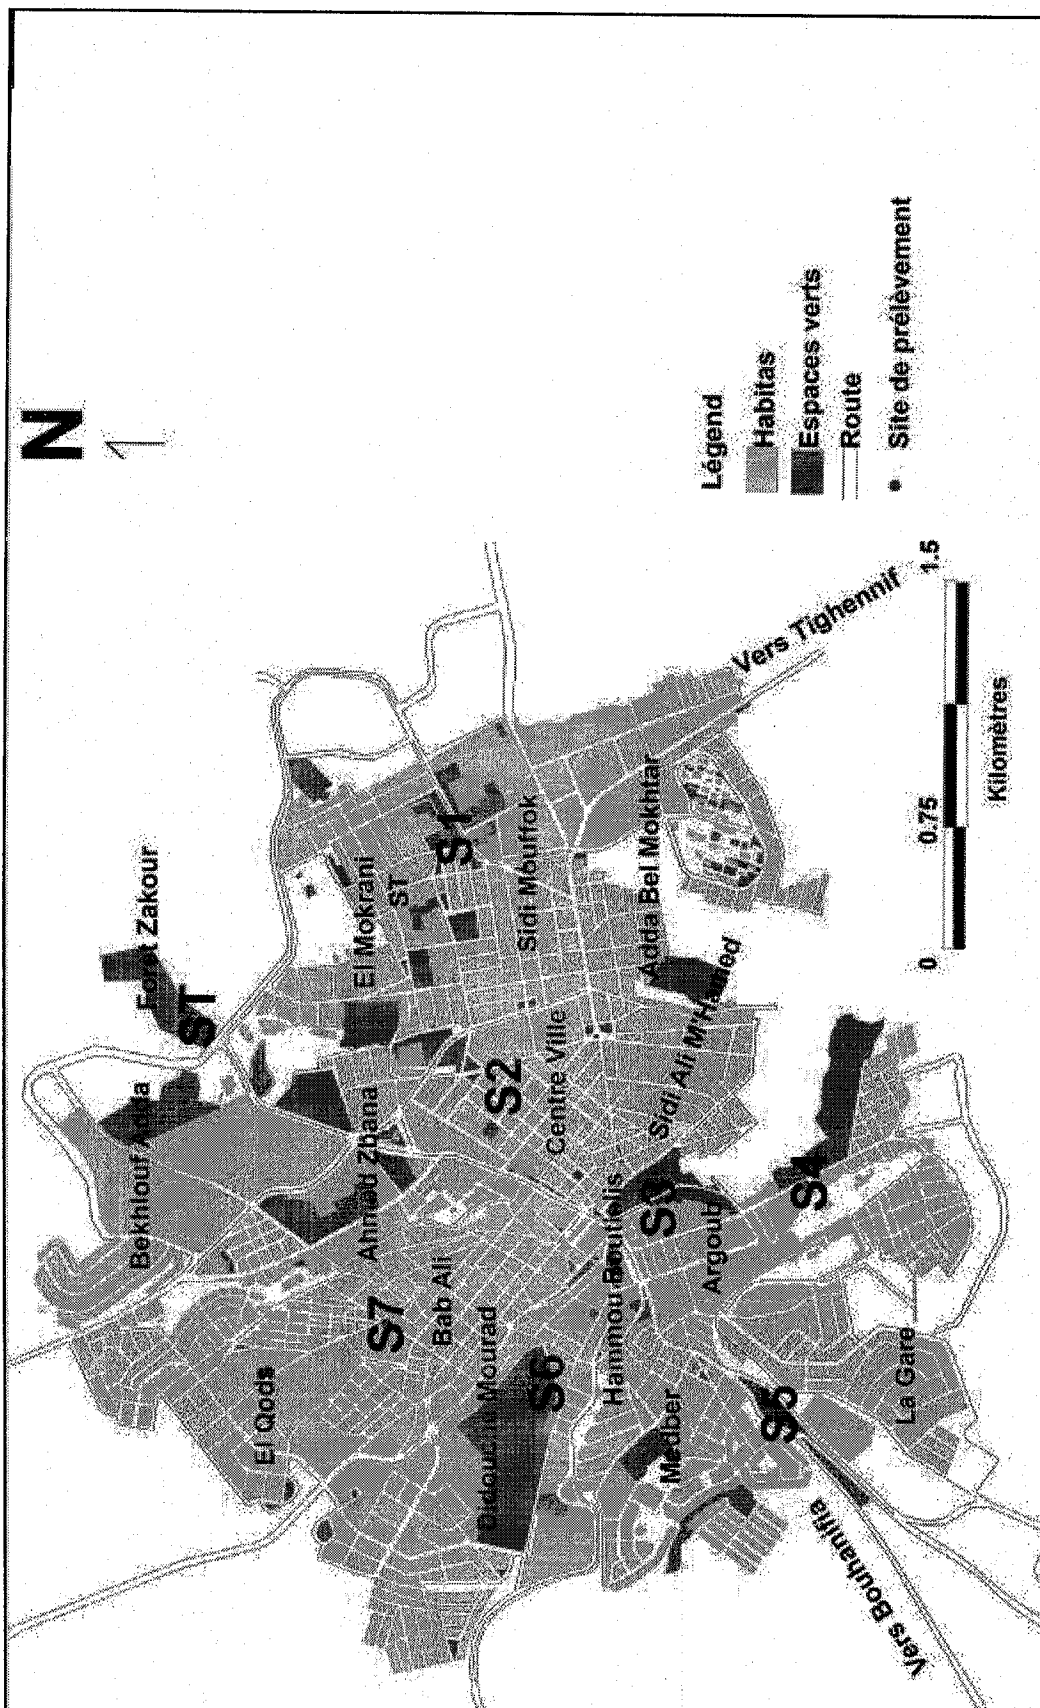 N
Forêt Zakour
ST
Bekhlouf Adda
El Mokrani
ST
S1
Ahmed Zbana
Sidi Mouffok
S2
El Qods
S7
Bab Ali
Centre Ville
Adda Bel Mokhtar
Vers Tighennif
Didouche Mourad
S6
Hammou Boutlelis
S3
Sidi Ali M'Hamed
Argoub
S4
Medber
S5
La Gare
Vers Bouhanifia
Légend
Habitas
Espaces verts
Route
Site de prélèvement
0
0.75
1.5
Kilomètres